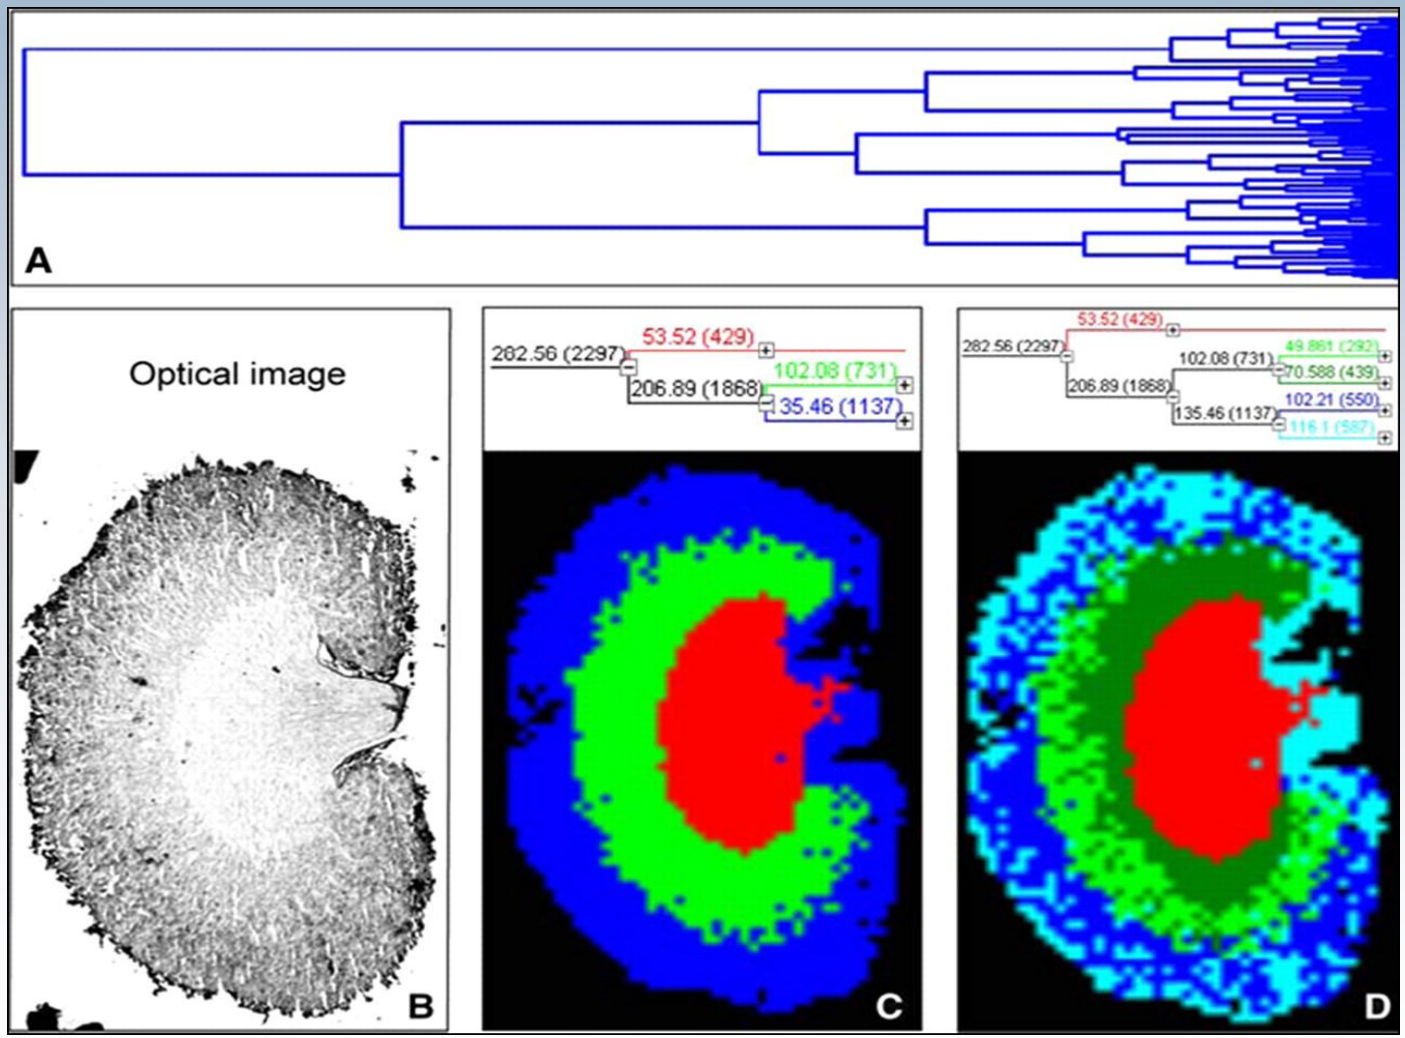 A
Optical image
B
53.52 (429)
282.56 (2297)
102.08 (731)
206.89 (1868)
35.46 (1137)
C
53.52 (429)
282.56 (2297)
49.861 (292)
102.08 (731)
70.588 (439)
206.89 (1868)
102.21 (550)
135.46 (1137)
116.1 (587)
D